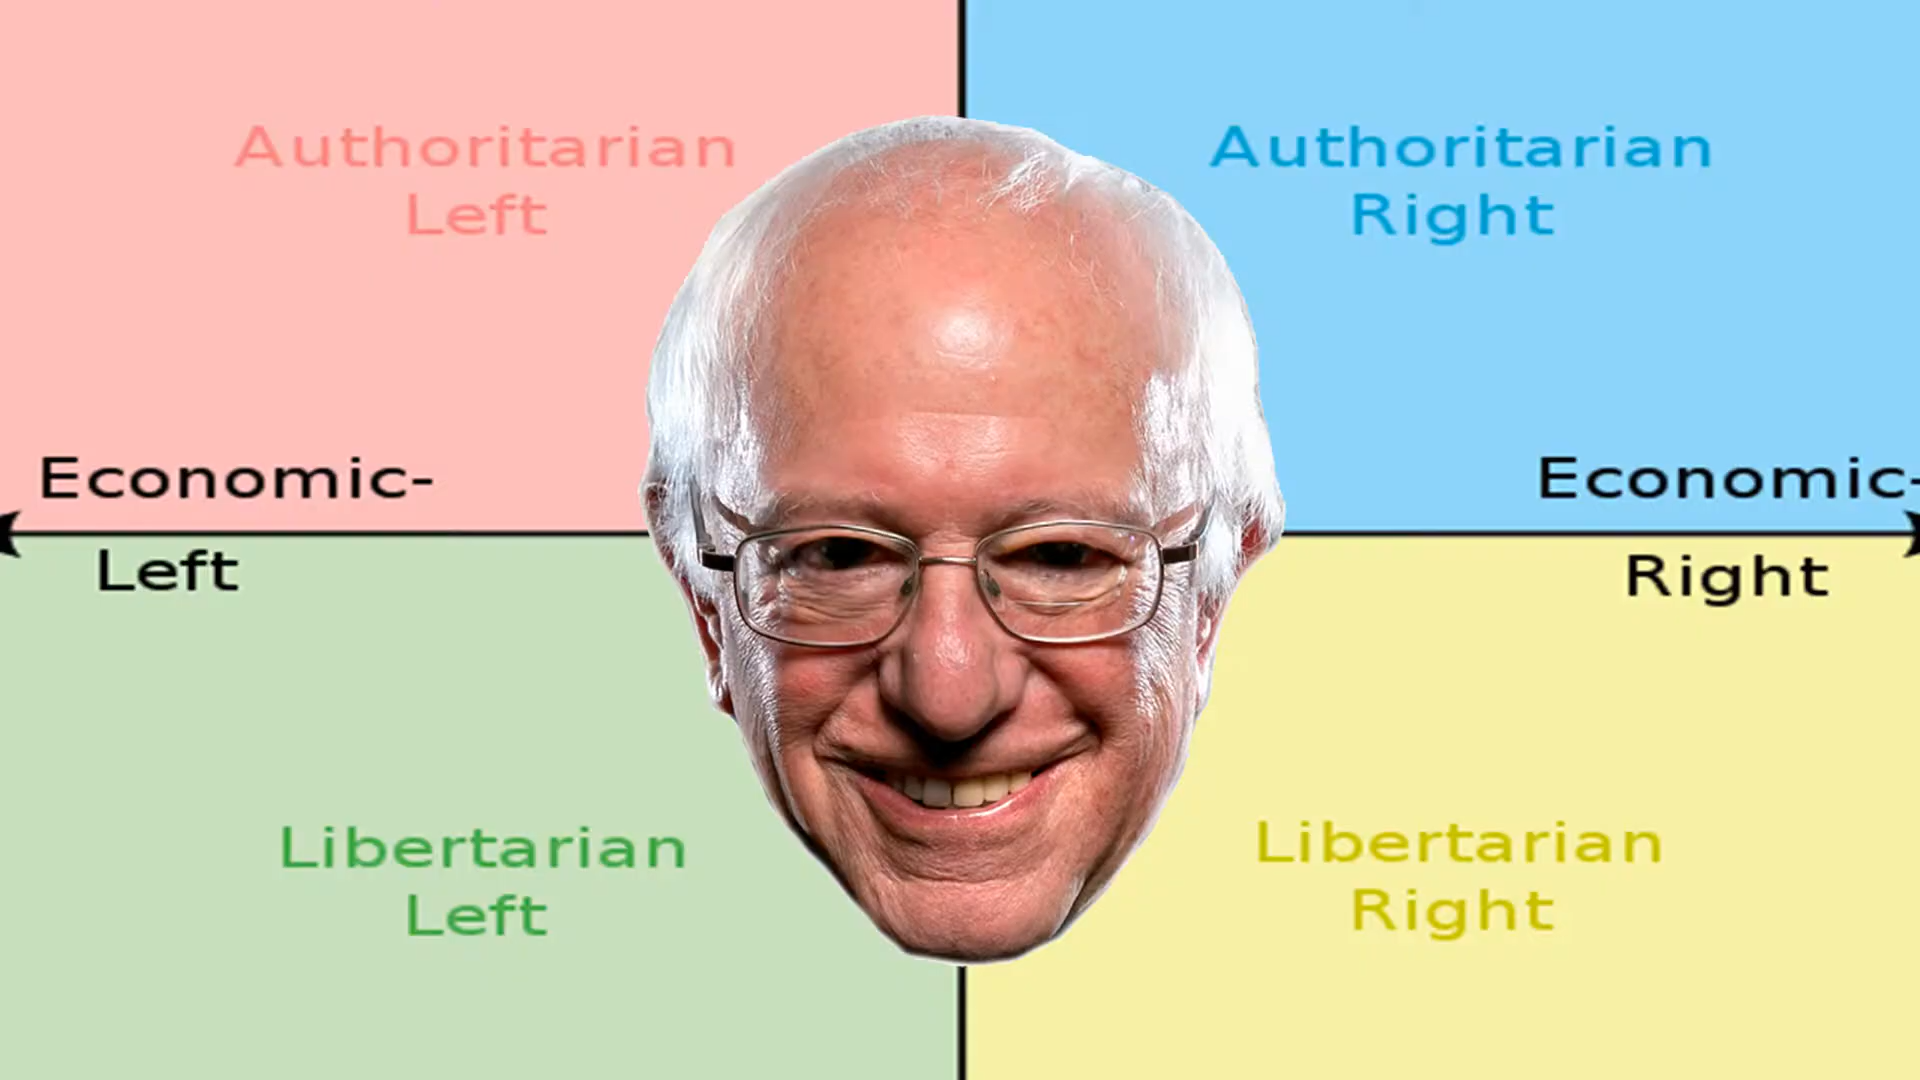 Authoritarian
Left
Authoritarian
Right
Economic-
Left
Economic-
Right
Libertarian
Left
Libertarian
Right